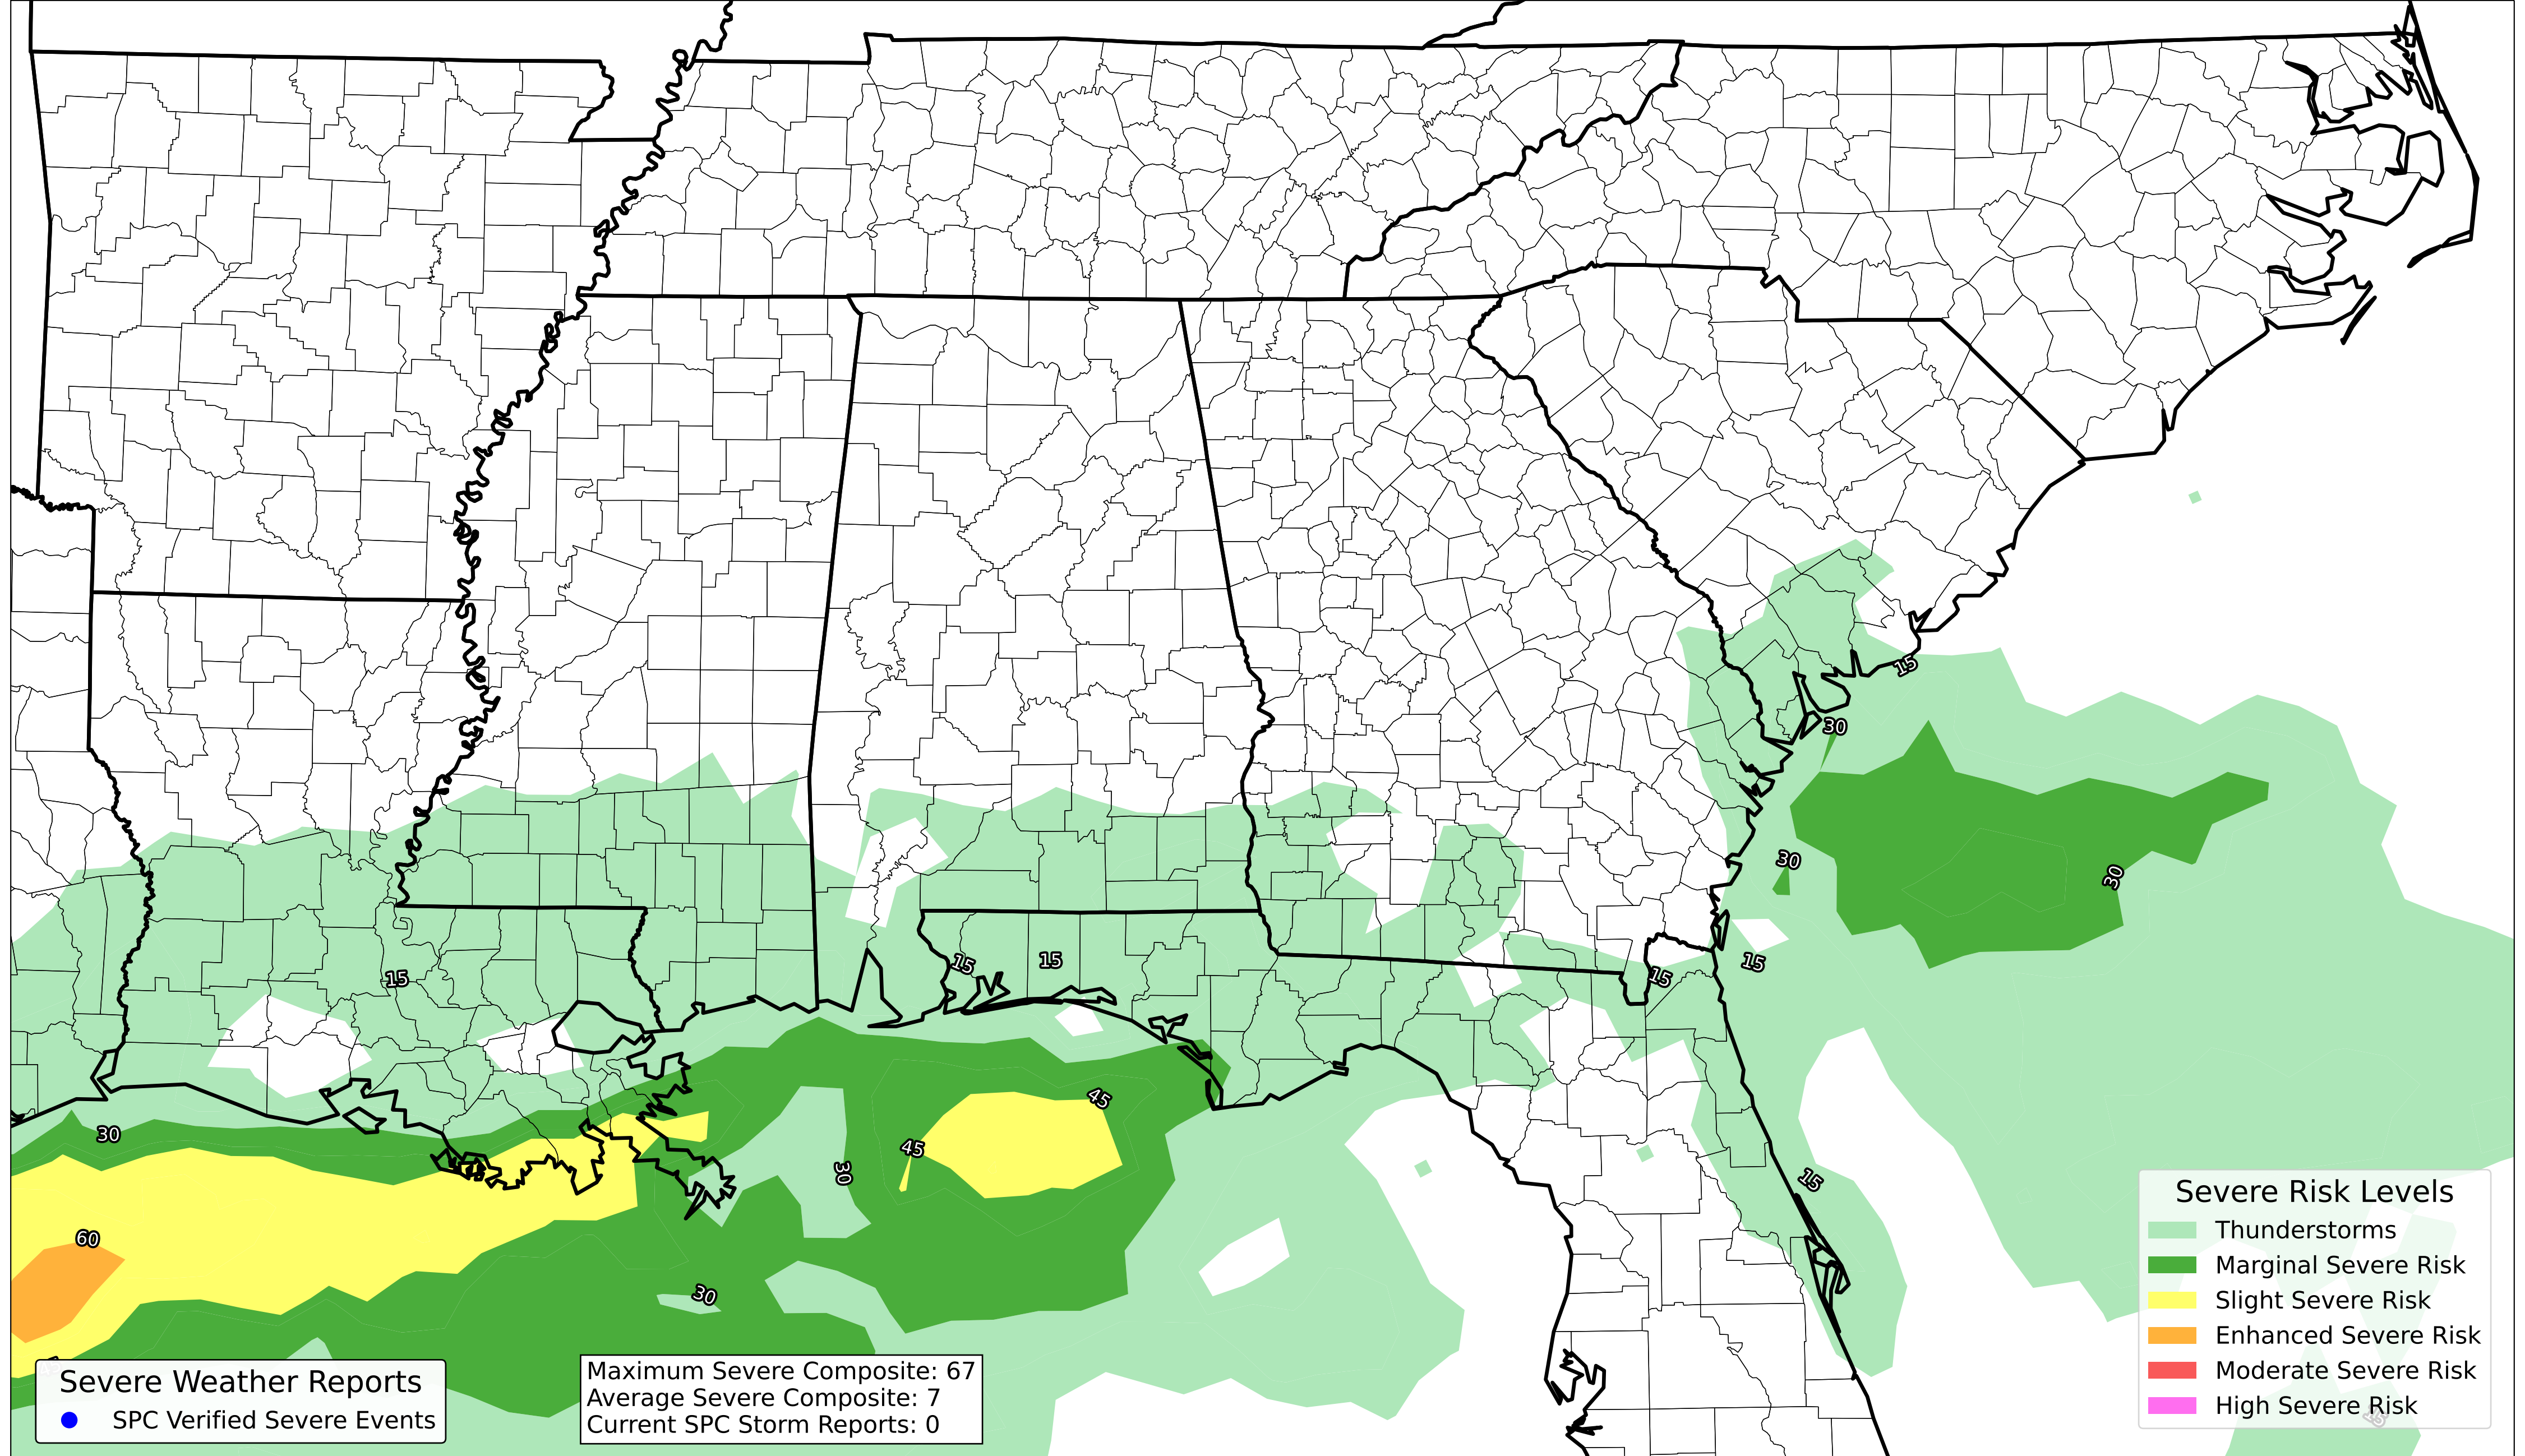 15
30
30
30
15
15
15
15
15
45
30
45
30
15
60
30
Severe Risk Levels
Thunderstorms
Marginal Severe Risk
Slight Severe Risk
Enhanced Severe Risk
Moderate Severe Risk
High Severe Risk
Severe Weather Reports
SPC Verified Severe Events
Maximum Severe Composite: 67
Average Severe Composite: 7
Current SPC Storm Reports: 0